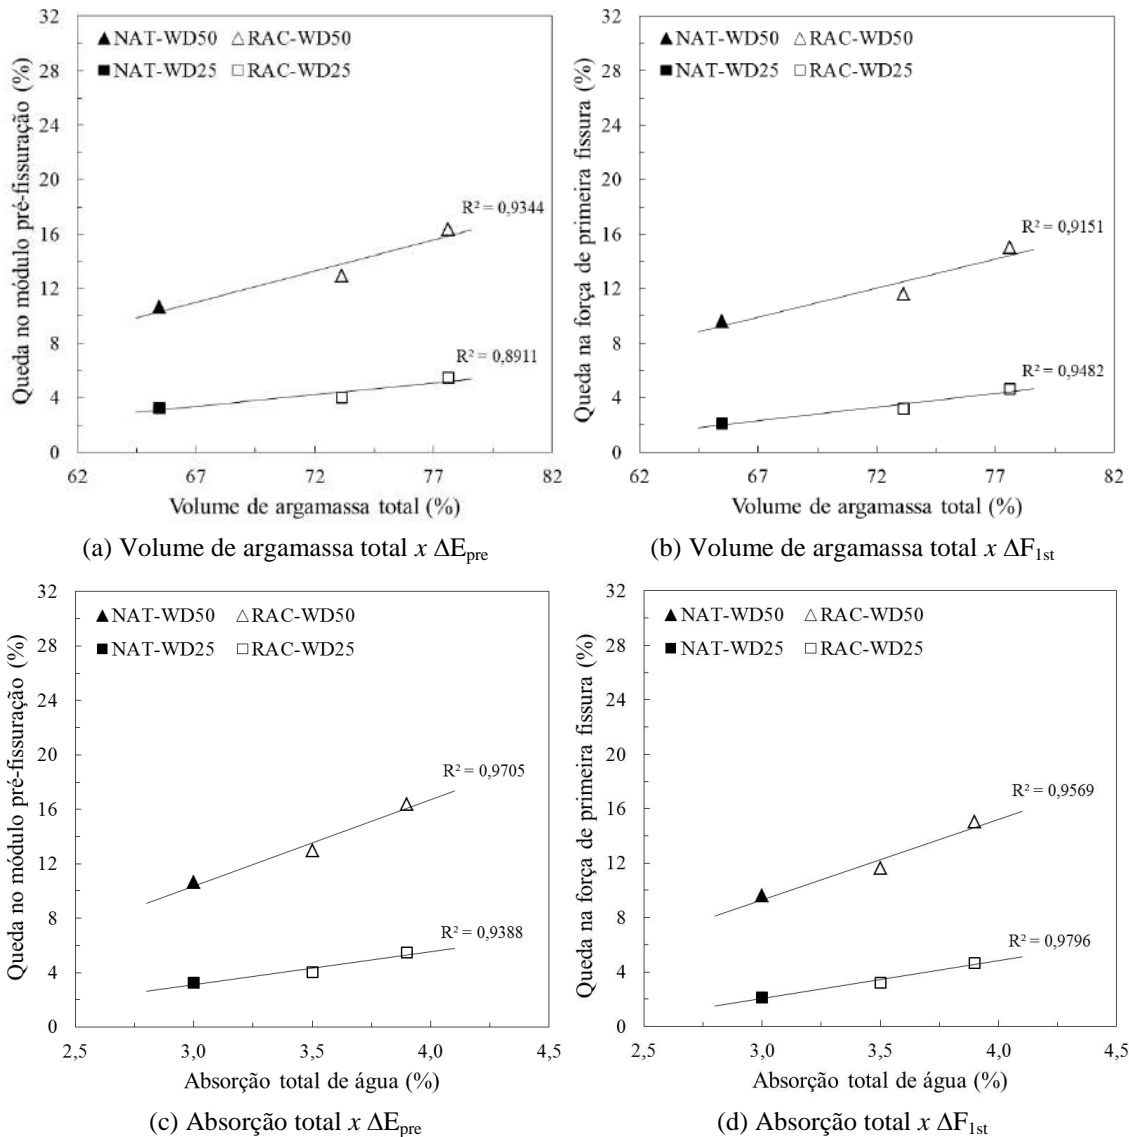 32
28
24
20
16
12
8
4
0
Queda no módulo pré-fissuração (%)
▲NAT-WD50 △RAC-WD50
■NAT-WD25 □RAC-WD25
R² = 0,9344
R² = 0,8911
62 67 72 77 82
Volume de argamassa total (%)
(a) Volume de argamassa total x ΔEpre
32
28
24
20
16
12
8
4
0
Queda na força de primeira fissura (%)
▲NAT-WD50 △RAC-WD50
■NAT-WD25 □RAC-WD25
R² = 0,9151
R² = 0,9482
62 67 72 77 82
Volume de argamassa total (%)
(b) Volume de argamassa total x ΔF1st
32
28
24
20
16
12
8
4
0
Queda no módulo pré-fissuração (%)
▲NAT-WD50 △RAC-WD50
■NAT-WD25 □RAC-WD25
R² = 0,9705
R² = 0,9388
2,5 3,0 3,5 4,0 4,5
Absorção total de água (%)
(c) Absorção total x ΔEpre
32
28
24
20
16
12
8
4
0
Queda na força de primeira fissura (%)
▲NAT-WD50 △RAC-WD50
■NAT-WD25 □RAC-WD25
R² = 0,9569
R² = 0,9796
2,5 3,0 3,5 4,0 4,5
Absorção total de água (%)
(d) Absorção total x ΔF1st